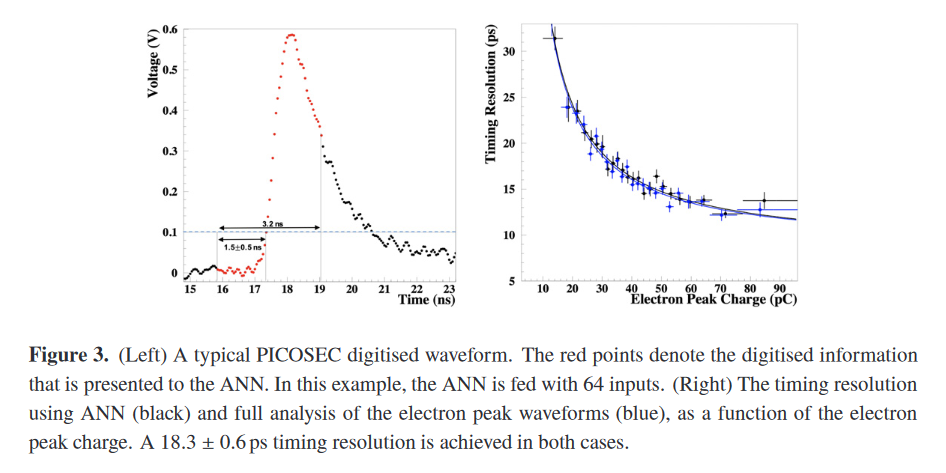 Voltage (V)
0.6
0.5
0.4
0.3
0.2
0.1
0
3.2 ns
1.5±0.5 ns
15 16 17 18 19 20 21 22 23
Time (ns)
Timing Resolution (ps)
30
25
20
15
10
5
10 20 30 40 50 60 70 80 90
Electron Peak Charge (pC)
Figure 3. (Left) A typical PICOSEC digitised waveform. The red points denote the digitised information
that is presented to the ANN. In this example, the ANN is fed with 64 inputs. (Right) The timing resolution
using ANN (black) and full analysis of the electron peak waveforms (blue), as a function of the electron
peak charge. A 18.3 ± 0.6 ps timing resolution is achieved in both cases.